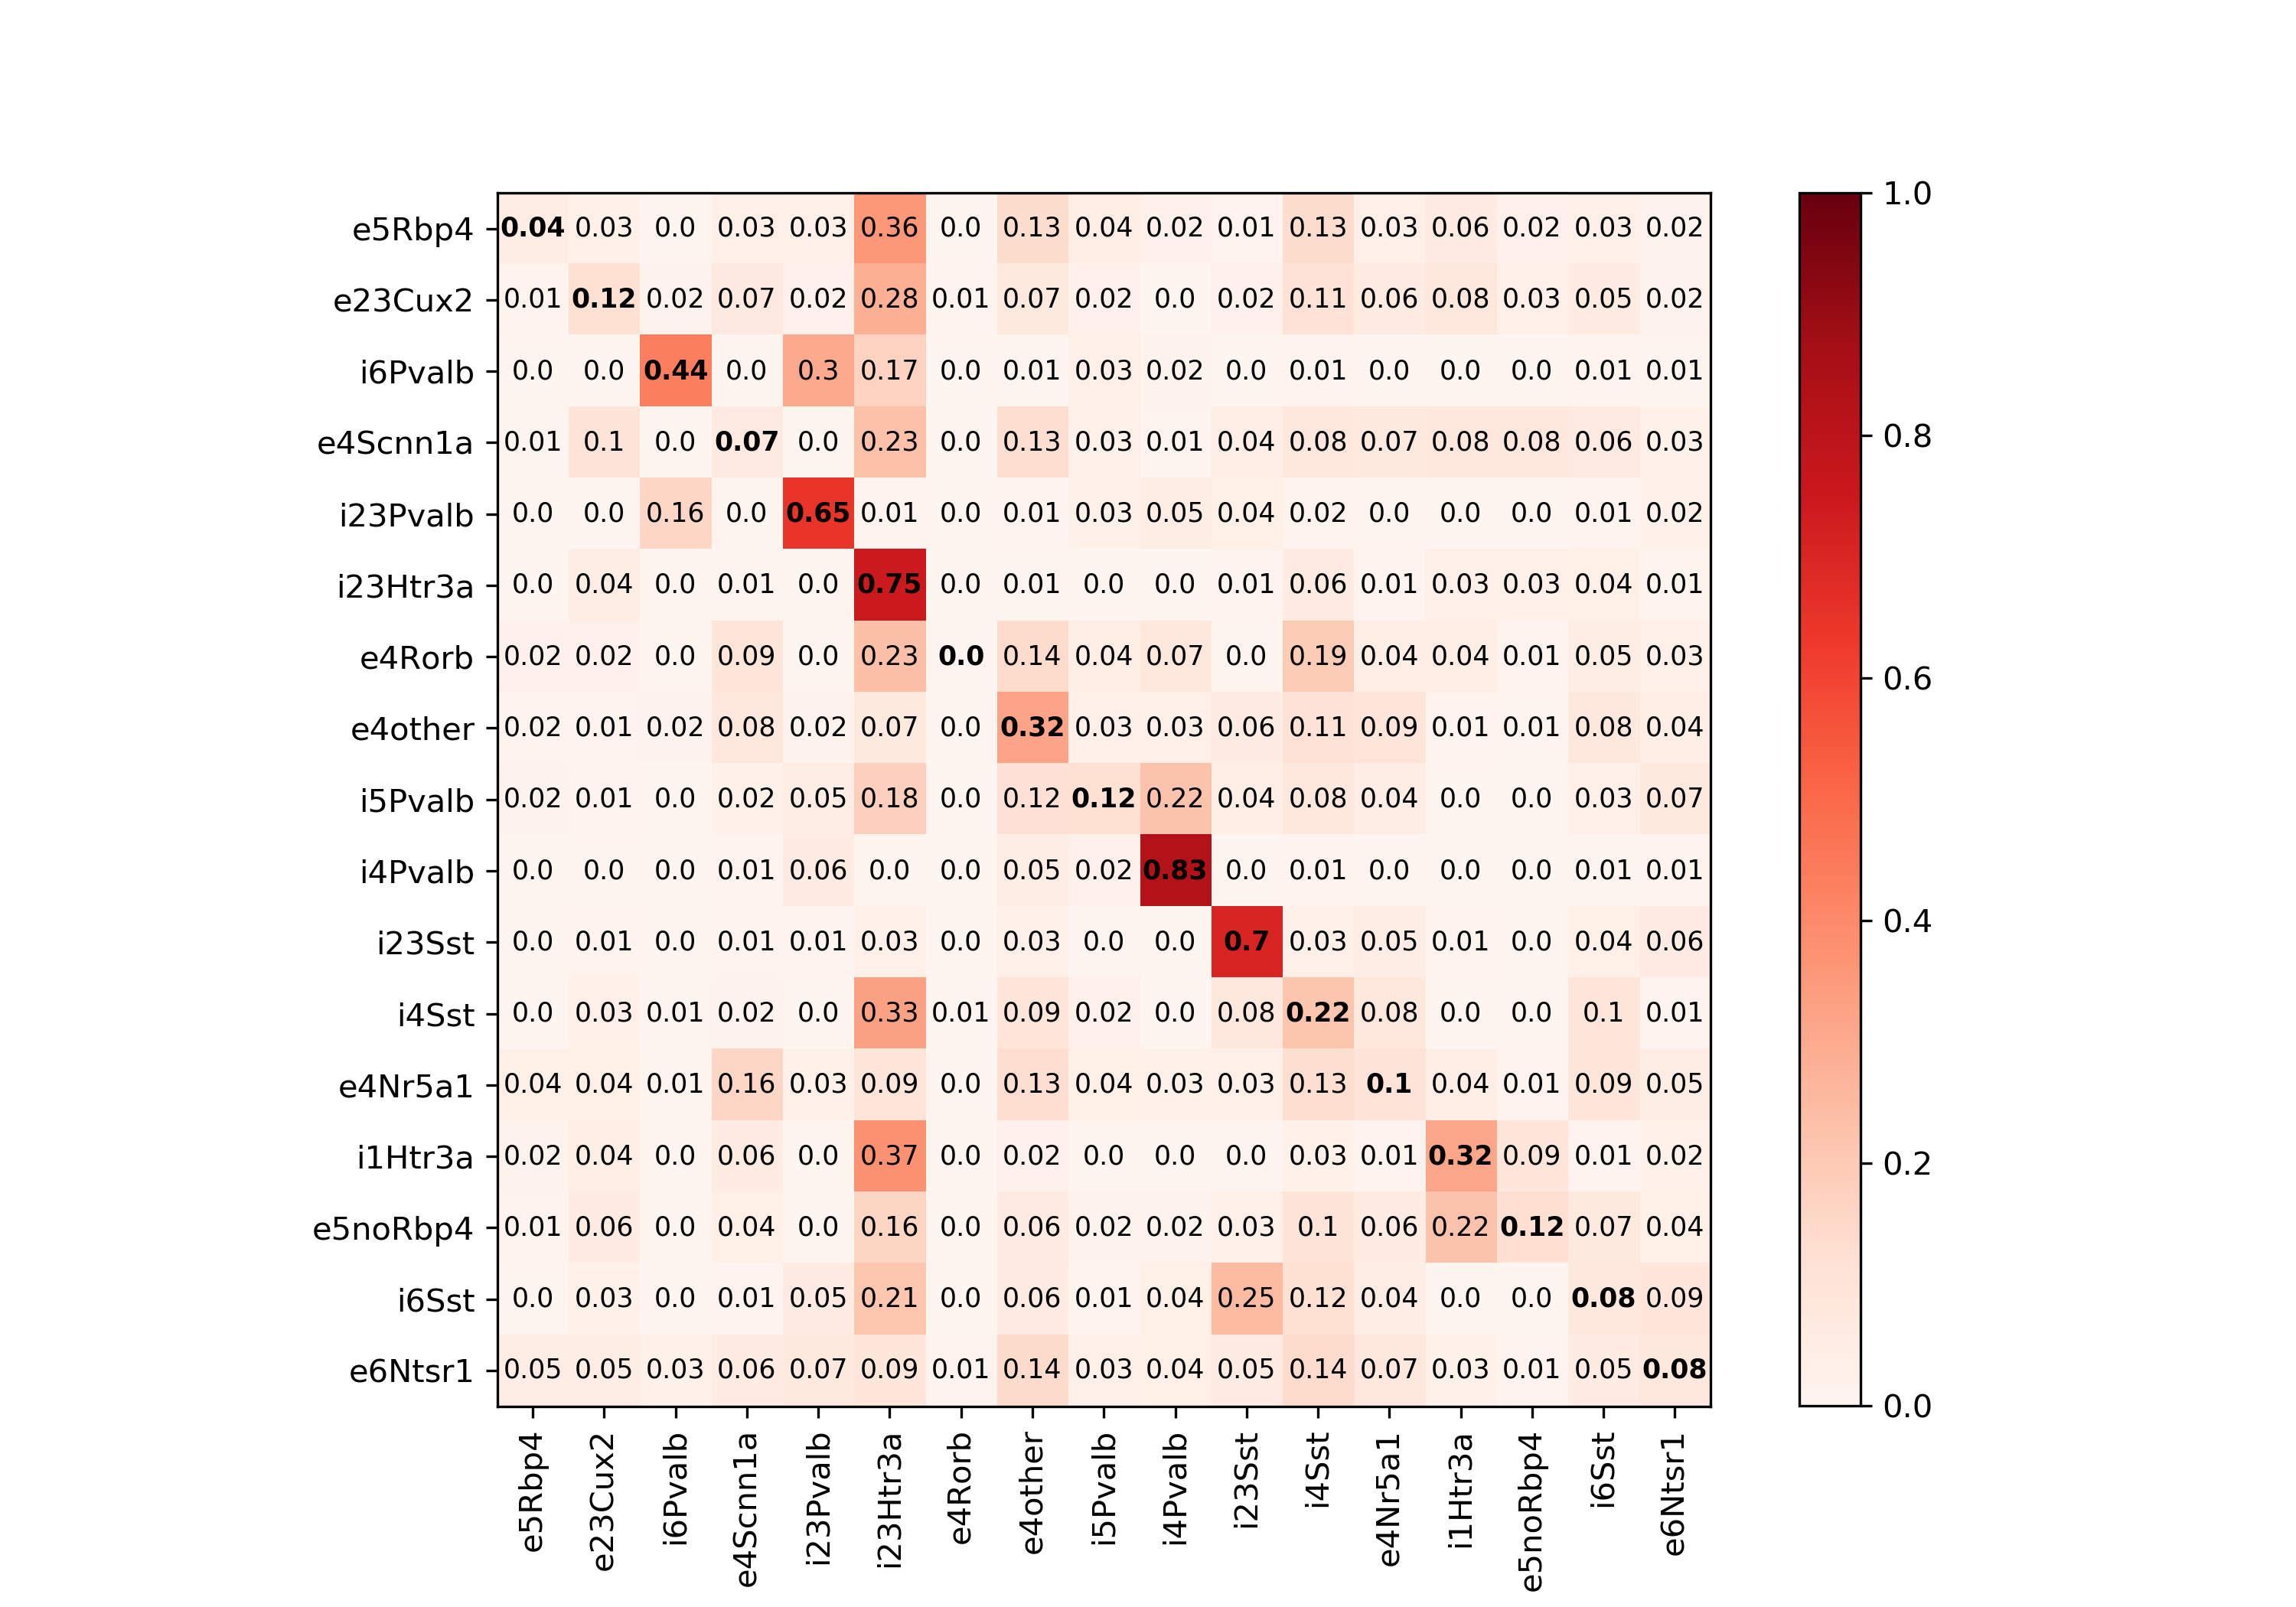 e5Rbp4 0.04 0.03 0.0 0.03 0.03 0.36 0.0 0.13 0.04 0.02 0.01 0.13 0.03 0.06 0.02 0.03 0.02
e23Cux2 0.01 0.12 0.02 0.07 0.02 0.28 0.01 0.07 0.02 0.0 0.02 0.11 0.06 0.08 0.03 0.05 0.02
i6Pvalb 0.0 0.0 0.44 0.0 0.3 0.17 0.0 0.01 0.03 0.02 0.0 0.01 0.0 0.0 0.0 0.01 0.01
e4Scnn1a 0.01 0.1 0.0 0.07 0.0 0.23 0.0 0.13 0.03 0.01 0.04 0.08 0.07 0.08 0.08 0.06 0.03
i23Pvalb 0.0 0.0 0.16 0.0 0.65 0.01 0.0 0.01 0.03 0.05 0.04 0.02 0.0 0.0 0.0 0.01 0.02
i23Htr3a 0.0 0.04 0.0 0.01 0.0 0.75 0.0 0.01 0.0 0.0 0.01 0.06 0.01 0.03 0.03 0.04 0.01
e4Rorb 0.02 0.02 0.0 0.09 0.0 0.23 0.0 0.14 0.04 0.07 0.0 0.19 0.04 0.04 0.01 0.05 0.03
e4other 0.02 0.01 0.02 0.08 0.02 0.07 0.0 0.32 0.03 0.03 0.06 0.11 0.09 0.01 0.01 0.08 0.04
i5Pvalb 0.02 0.01 0.0 0.02 0.05 0.18 0.0 0.12 0.12 0.22 0.04 0.08 0.04 0.0 0.0 0.03 0.07
i4Pvalb 0.0 0.0 0.0 0.01 0.06 0.0 0.0 0.05 0.02 0.83 0.0 0.01 0.0 0.0 0.0 0.01 0.01
i23Sst 0.0 0.01 0.0 0.01 0.01 0.03 0.0 0.03 0.0 0.0 0.7 0.03 0.05 0.01 0.0 0.04 0.06
i4Sst 0.0 0.03 0.01 0.02 0.0 0.33 0.01 0.09 0.02 0.0 0.08 0.22 0.08 0.0 0.0 0.1 0.01
e4Nr5a1 0.04 0.04 0.01 0.16 0.03 0.09 0.0 0.13 0.04 0.03 0.03 0.13 0.1 0.04 0.01 0.09 0.05
i1Htr3a 0.02 0.04 0.0 0.06 0.0 0.37 0.0 0.02 0.0 0.0 0.0 0.03 0.01 0.32 0.09 0.01 0.02
e5noRbp4 0.01 0.06 0.0 0.04 0.0 0.16 0.0 0.06 0.02 0.02 0.03 0.1 0.06 0.22 0.12 0.07 0.04
i6Sst 0.0 0.03 0.0 0.01 0.05 0.21 0.0 0.06 0.01 0.04 0.25 0.12 0.04 0.0 0.0 0.08 0.09
e6Ntsr1 0.05 0.05 0.03 0.06 0.07 0.09 0.01 0.14 0.03 0.04 0.05 0.14 0.07 0.03 0.01 0.05 0.08
e5Rbp4
e23Cux2
i6Pvalb
e4Scnn1a
i23Pvalb
i23Htr3a
e4Rorb
e4other
i5Pvalb
i4Pvalb
i23Sst
i4Sst
e4Nr5a1
i1Htr3a
e5noRbp4
i6Sst
e6Ntsr1
1.0
0.8
0.6
0.4
0.2
0.0